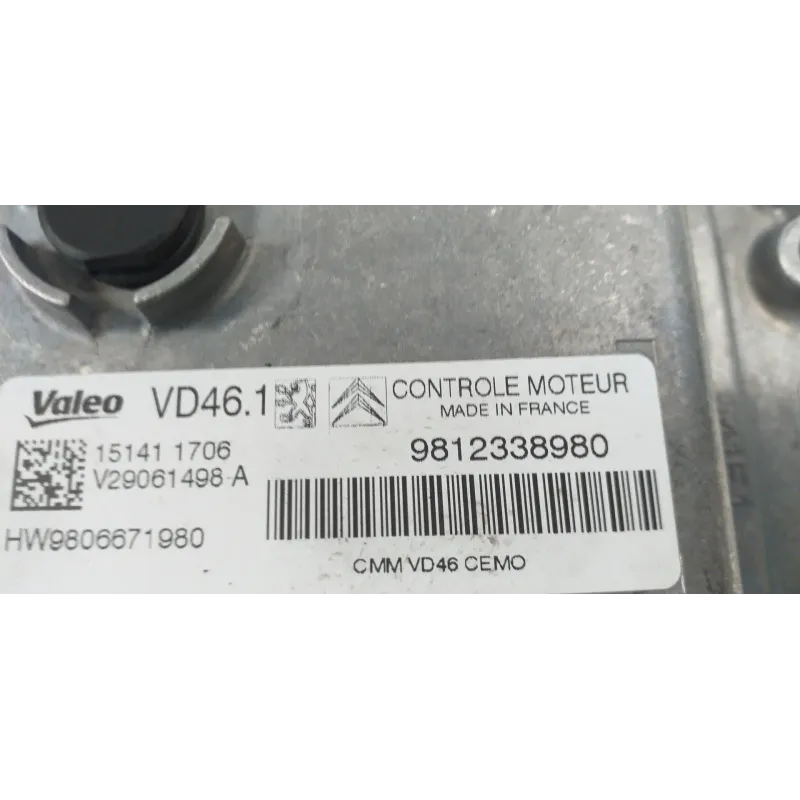 Valeo VD46.1
CONTROLE MOTEUR
MADE IN FRANCE
15141 1706
V29061498-A
9812338980
HW9806671980
CMM VD46 CEMO